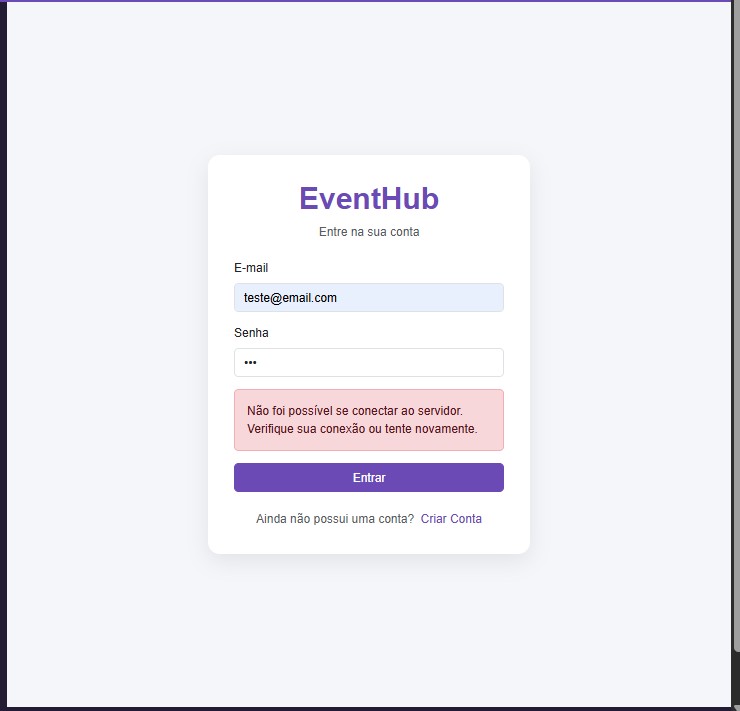 EventHub
Entre na sua conta
E-mail
teste@email.com
Senha
•••
Não foi possível se conectar ao servidor.
Verifique sua conexão ou tente novamente.
Entrar
Ainda não possui uma conta? Criar Conta